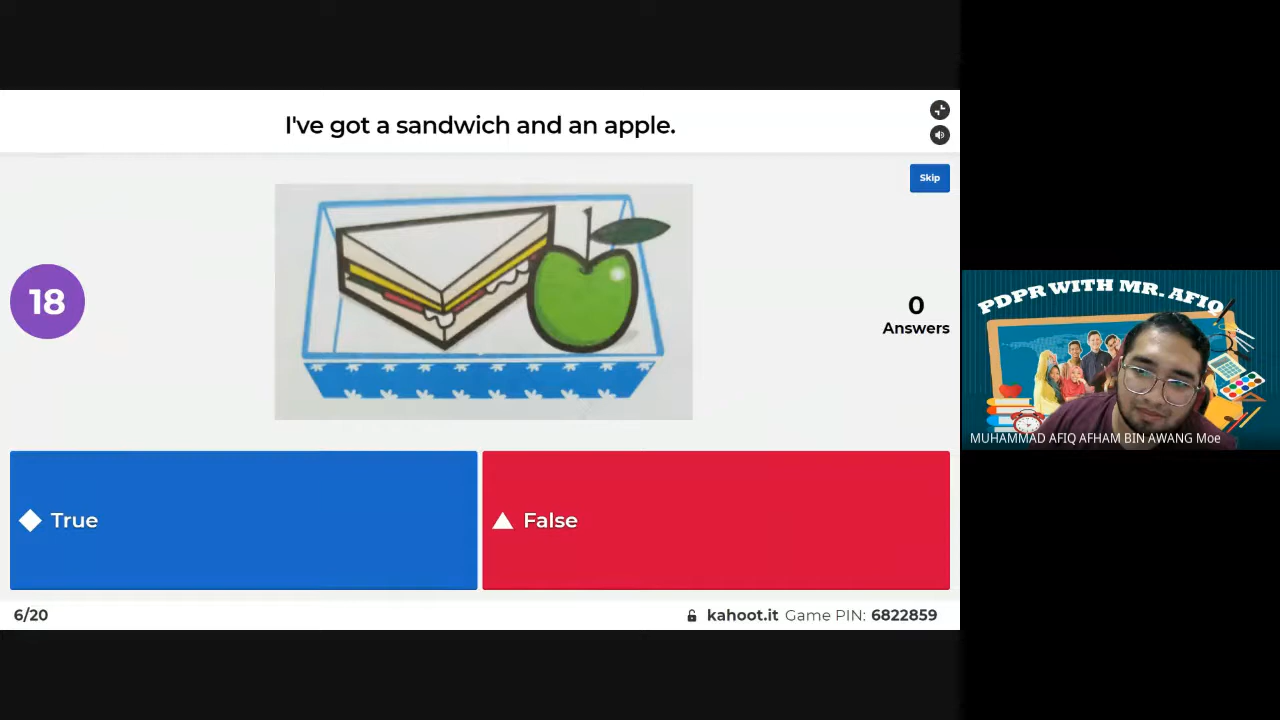 I've got a sandwich and an apple.
Skip
18
0
Answers
True
False
6/20
kahoot.it Game PIN: 6822859
PDPR WITH MR. AFIQ
MUHAMMAD AFIQ AFHAM BIN AWANG Moe